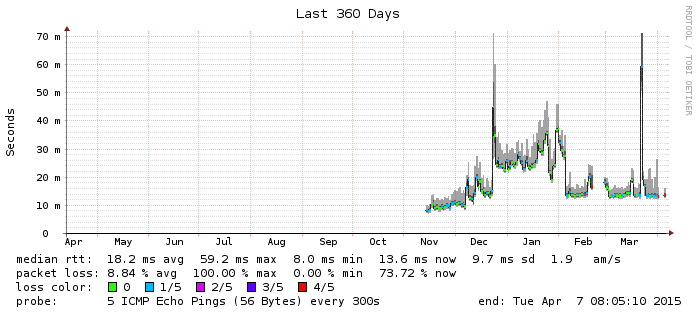 Last 360 Days
RRDTOOL / TOBI OETIKER
Seconds
70 m
60 m
50 m
40 m
30 m
20 m
10 m
0
Apr May Jun Jul Aug Sep Oct Nov Dec Jan Feb Mar
median rtt: 18.2 ms avg 59.2 ms max 8.0 ms min 13.6 ms now 9.7 ms sd 1.9 am/s
packet loss: 8.84 % avg 100.00 % max 0.00 % min 73.72 % now
loss color: 0 1/5 2/5 3/5 4/5
probe: 5 ICMP Echo Pings (56 Bytes) every 300s end: Tue Apr 7 08:05:10 2015